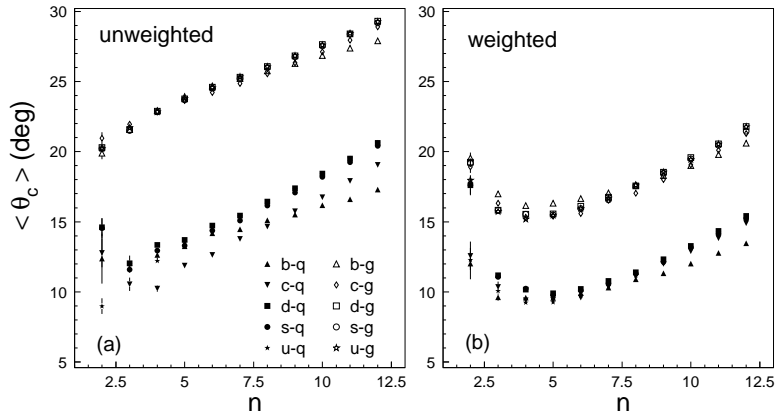 unweighted
weighted
< θ_c > (deg)
30
25
20
15
10
5
b-q b-g
c-q c-g
d-q d-g
s-q s-g
u-q u-g
(a)
(b)
2.5 5 7.5 10 12.5
n
30
25
20
15
10
5
2.5 5 7.5 10 12.5
n